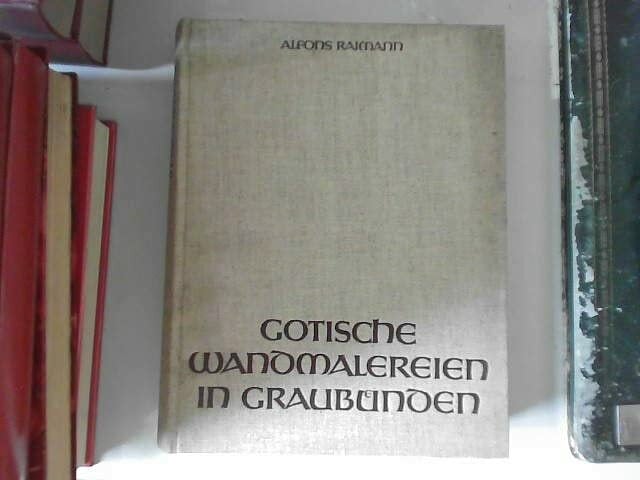 ALFONS RAIMANN
GOTISCHE
WANDMALEREIEN
IN GRAUBÜNDEN